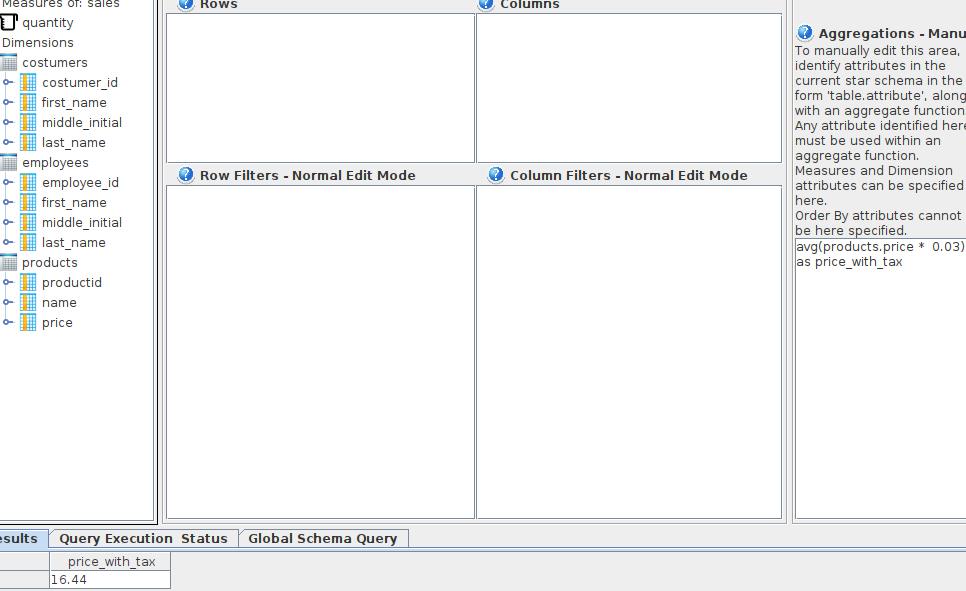 Measures of: sales
quantity
Dimensions
costumers
costumer_id
first_name
middle_initial
last_name
employees
employee_id
first_name
middle_initial
last_name
products
productid
name
price
Rows
Columns
Row Filters - Normal Edit Mode
Column Filters - Normal Edit Mode
Aggregations - Manu
To manually edit this area,
identify attributes in the
current star schema in the
form 'table.attribute', along
with an aggregate function
Any attribute identified here
must be used within an
aggregate function.
Measures and Dimension
attributes can be specified
here.
Order By attributes cannot
be here specified.
avg(products.price * 0.03)
as price_with_tax
esults
Query Execution Status
Global Schema Query
price_with_tax
16.44